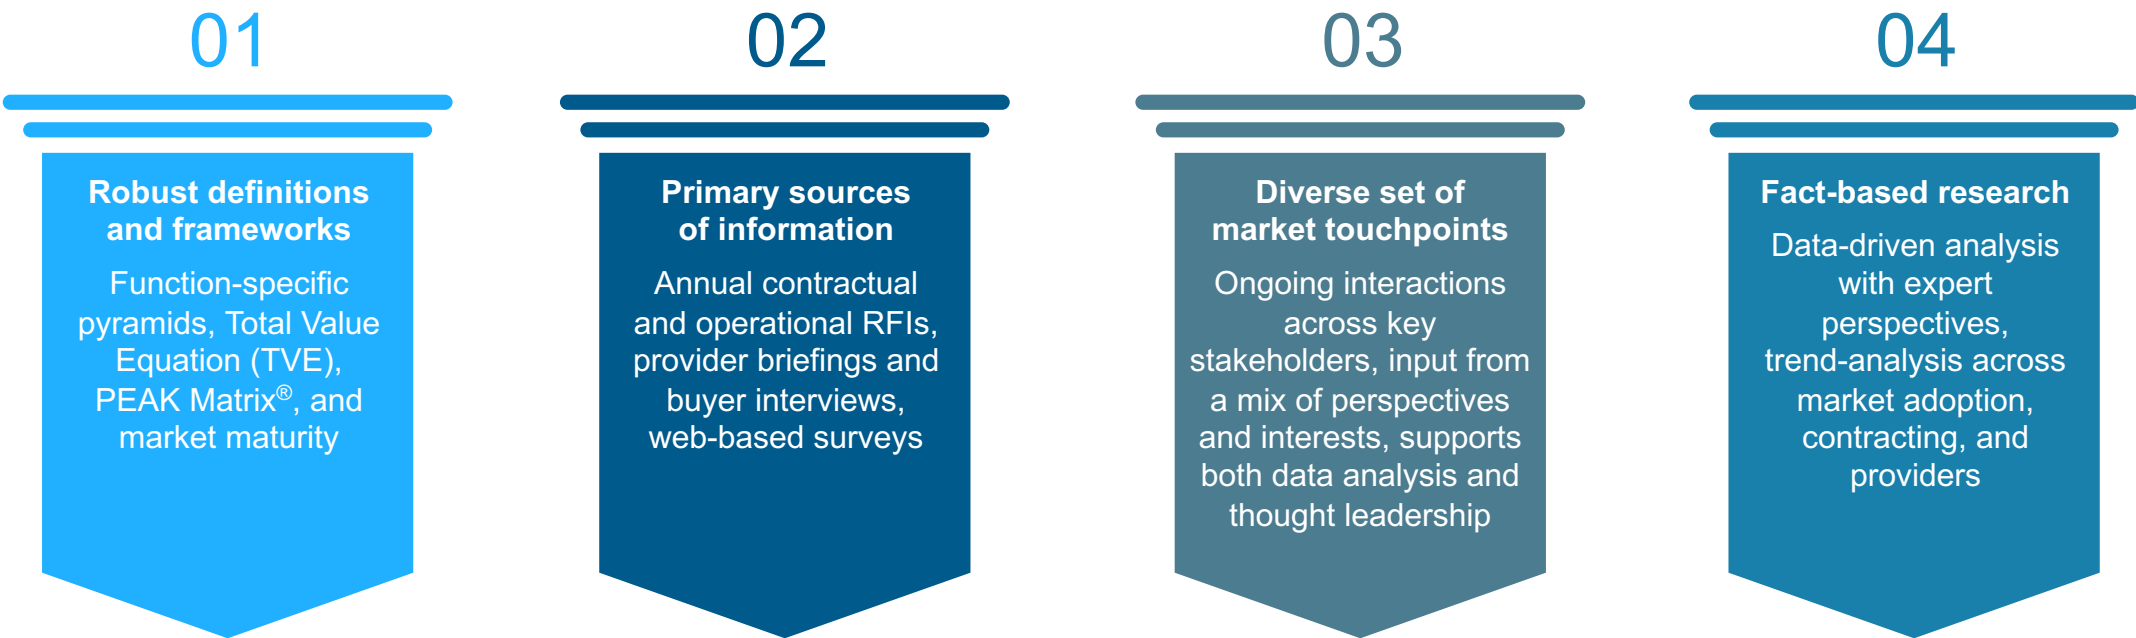 01
Robust definitions
and frameworks
Function-specific
pyramids, Total Value
Equation (TVE),
PEAK Matrix®, and
market maturity
02
Primary sources
of information
Annual contractual
and operational RFIs,
provider briefings and
buyer interviews,
web-based surveys
03
Diverse set of
market touchpoints
Ongoing interactions
across key
stakeholders, input from
a mix of perspectives
and interests, supports
both data analysis and
thought leadership
04
Fact-based research
Data-driven analysis
with expert
perspectives,
trend-analysis across
market adoption,
contracting, and
providers